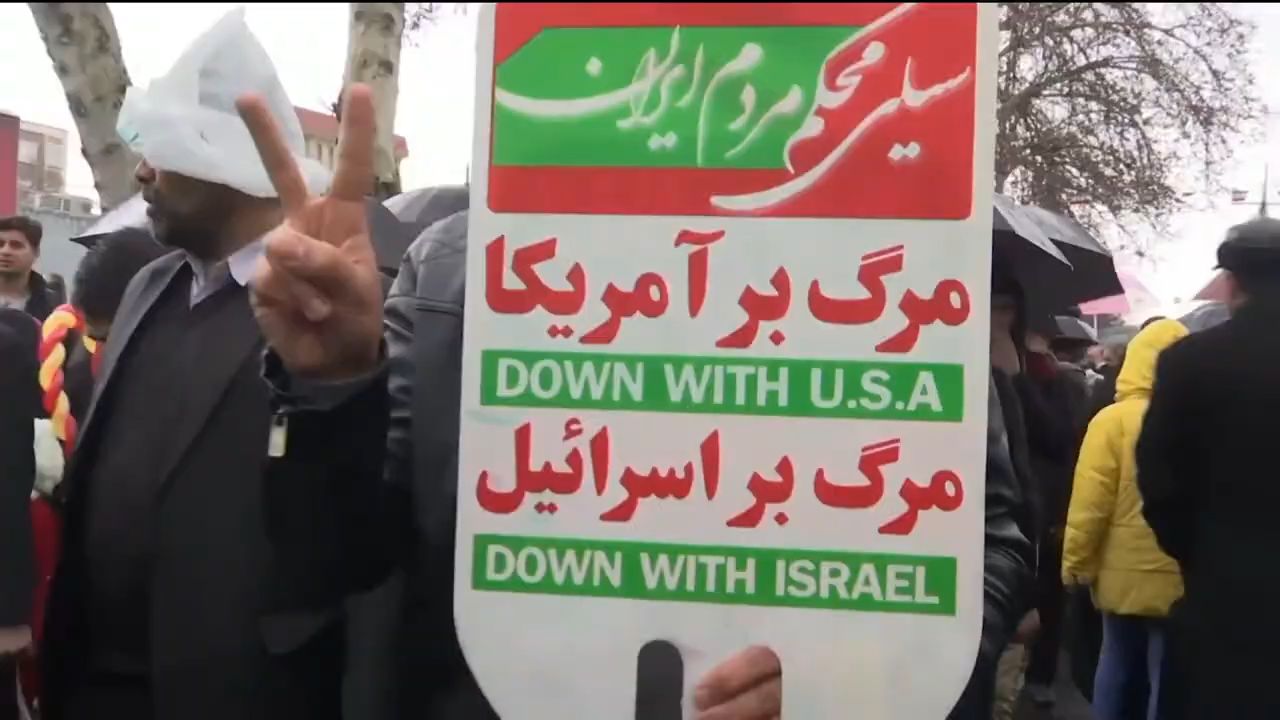 سیلی محکم مردم ایران
مرگ بر آمریکا
DOWN WITH U.S.A
مرگ بر اسرائیل
DOWN WITH ISRAEL